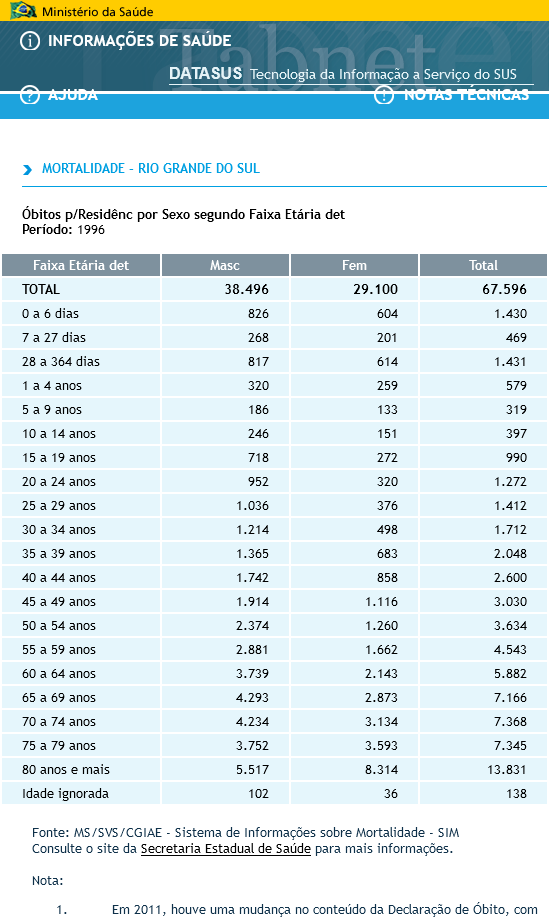 Ministério da Saúde
INFORMAÇÕES DE SAÚDE
Tabnet
DATASUS Tecnologia da Informação a Serviço do SUS
AJUDA NOTAS TÉCNICAS
MORTALIDADE - RIO GRANDE DO SUL
Óbitos p/Residênc por Sexo segundo Faixa Etária det
Período: 1996
Faixa Etária det Masc Fem Total
TOTAL 38.496 29.100 67.596
0 a 6 dias 826 604 1.430
7 a 27 dias 268 201 469
28 a 364 dias 817 614 1.431
1 a 4 anos 320 259 579
5 a 9 anos 186 133 319
10 a 14 anos 246 151 397
15 a 19 anos 718 272 990
20 a 24 anos 952 320 1.272
25 a 29 anos 1.036 376 1.412
30 a 34 anos 1.214 498 1.712
35 a 39 anos 1.365 683 2.048
40 a 44 anos 1.742 858 2.600
45 a 49 anos 1.914 1.116 3.030
50 a 54 anos 2.374 1.260 3.634
55 a 59 anos 2.881 1.662 4.543
60 a 64 anos 3.739 2.143 5.882
65 a 69 anos 4.293 2.873 7.166
70 a 74 anos 4.234 3.134 7.368
75 a 79 anos 3.752 3.593 7.345
80 anos e mais 5.517 8.314 13.831
Idade ignorada 102 36 138
Fonte: MS/SVS/CGIAE - Sistema de Informações sobre Mortalidade - SIM
Consulte o site da Secretaria Estadual de Saúde para mais informações.
Nota:
1. Em 2011, houve uma mudança no conteúdo da Declaração de Óbito, com